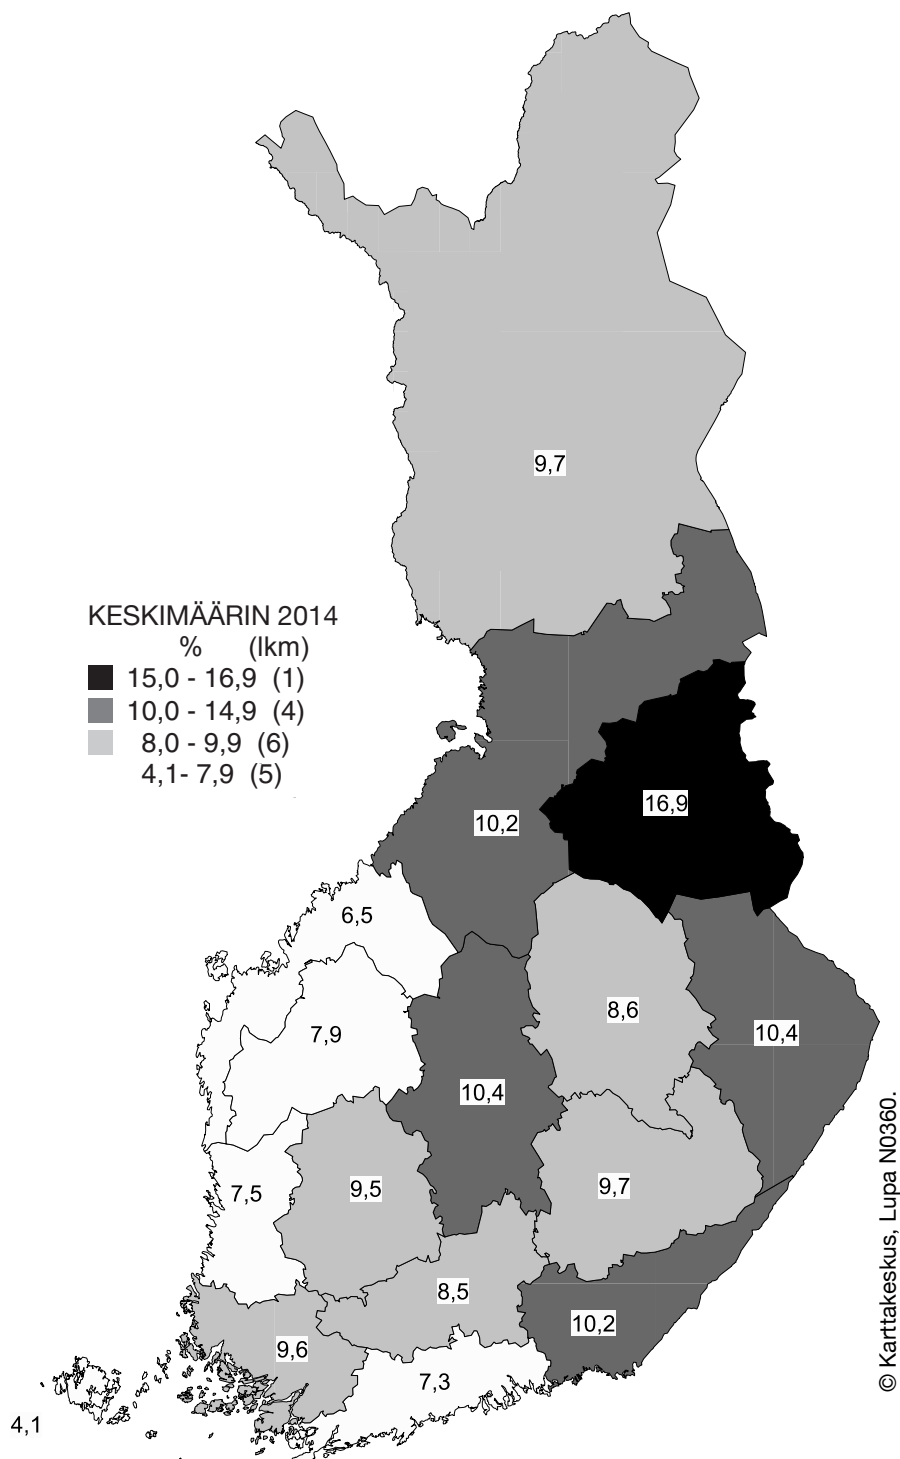 9,7
KESKIMÄÄRIN 2014
% (lkm)
15,0 - 16,9 (1)
10,0 - 14,9 (4)
8,0 - 9,9 (6)
4,1- 7,9 (5)
16,9
10,2
6,5
8,6
7,9
10,4
10,4
7,5
9,5
9,7
8,5
10,2
9,6
7,3
4,1
© Karttakeskus, Lupa N0360.